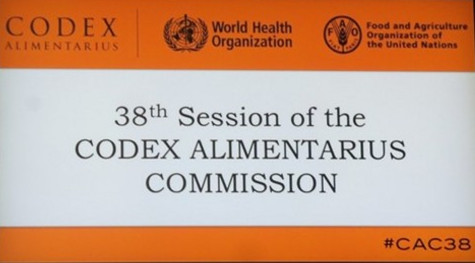 CODEX
ALIMENTARIUS
World Health
Organization
Food and Agriculture
Organization of
the United Nations
38th Session of the
CODEX ALIMENTARIUS
COMMISSION
#CAC38